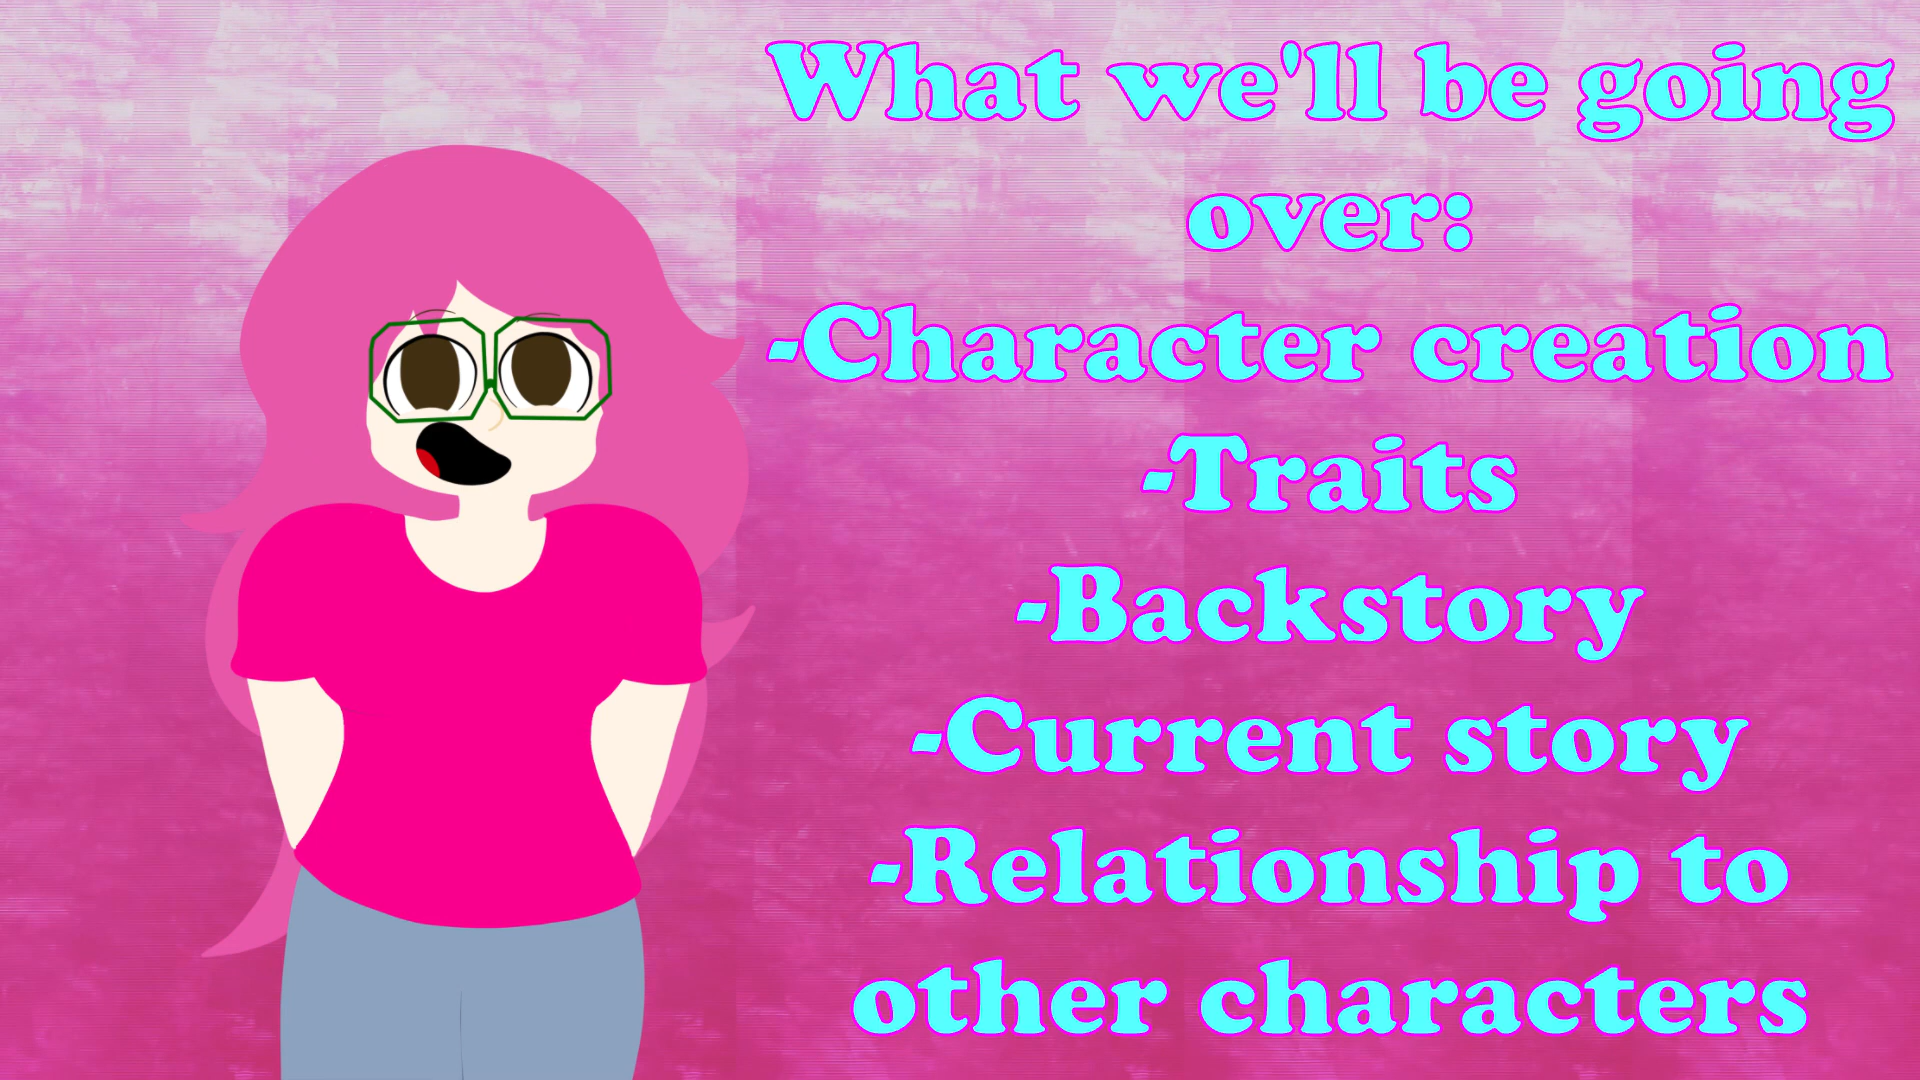 What we'll be going
over:
-Character creation
-Traits
-Backstory
-Current story
-Relationship to
other characters